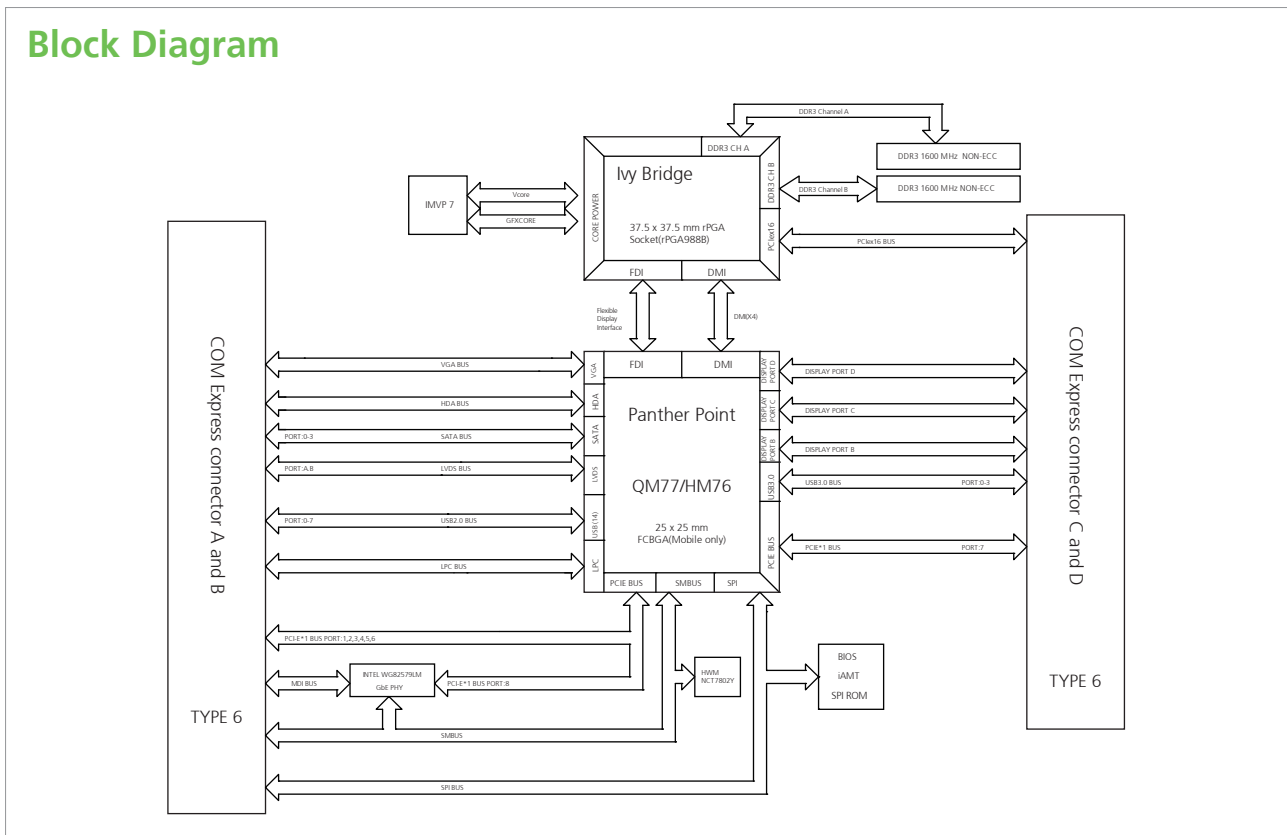 Block Diagram
DDR3 Channel A
DDR3 CH A
DDR3 1600 MHz NON-ECC
Ivy Bridge
DDR3 CH B
DDR3 Channel B
DDR3 1600 MHz NON-ECC
IMVP 7
Vcore
GFXCORE
CORE POWER
37.5 x 37.5 mm rPGA
Socket(rPGA988B)
PCIex16
PCIex16 BUS
FDI
DMI
Flexible
Display
Interface
DMI(X4)
COM Express connector A and B
TYPE 6
COM Express connector C and D
TYPE 6
FDI
DMI
VGA BUS
VGA
HDA BUS
HDA
PORT:0-3
SATA BUS
SATA
PORT:A.B
LVDS BUS
LVDS
PORT:0-7
USB2.0 BUS
USB(14)
LPC BUS
LPC
Panther Point
QM77/HM76
25 x 25 mm
FCBGA(Mobile only)
DISPLAY
PORT D
DISPLAY PORT D
DISPLAY
PORT C
DISPLAY PORT C
DISPLAY
PORT B
DISPLAY PORT B
USB3.0
USB3.0 BUS
PORT:0-3
PCIE BUS
PCIE*1 BUS
PORT:7
PCIE BUS
SMBUS
SPI
PCI-E*1 BUS PORT:1,2,3,4,5,6
MDI BUS
INTEL WG82579LM
GbE PHY
PCI-E*1 BUS PORT:8
HWM
NCT7802Y
BIOS
iAMT
SPI ROM
SMBUS
SPI BUS